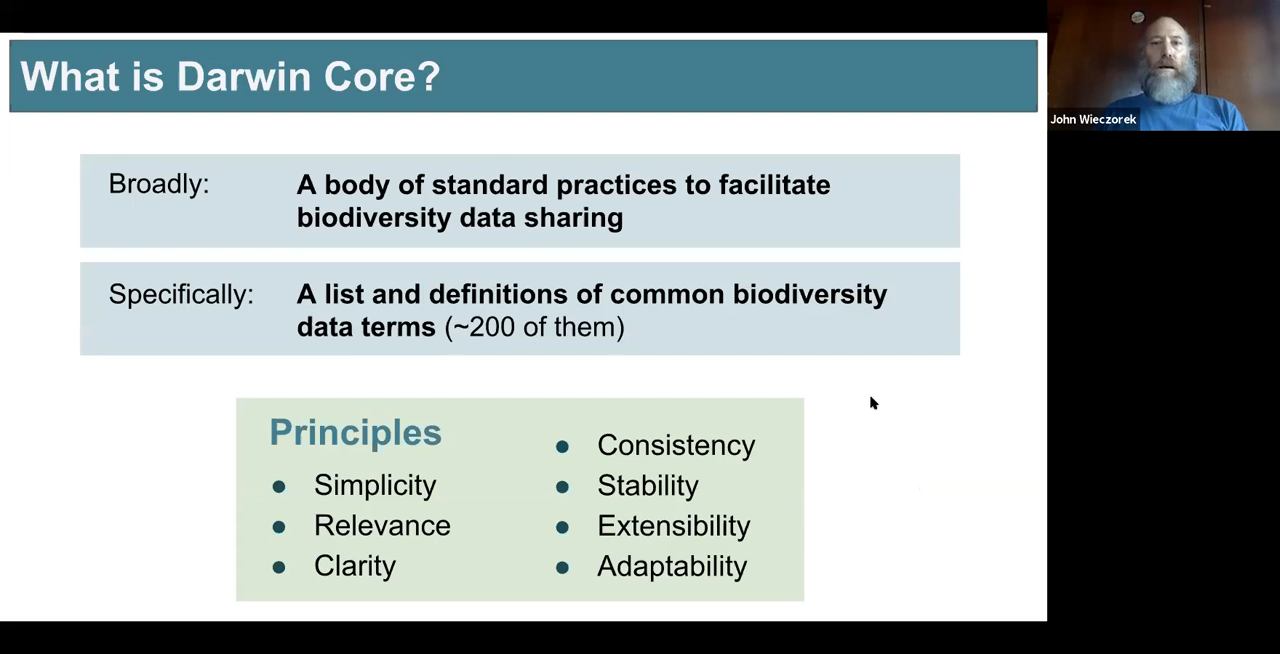 What is Darwin Core?
John Wieczorek
Broadly:
A body of standard practices to facilitate
biodiversity data sharing
Specifically:
A list and definitions of common biodiversity
data terms (~200 of them)
Principles
● Simplicity
● Relevance
● Clarity
● Consistency
● Stability
● Extensibility
● Adaptability